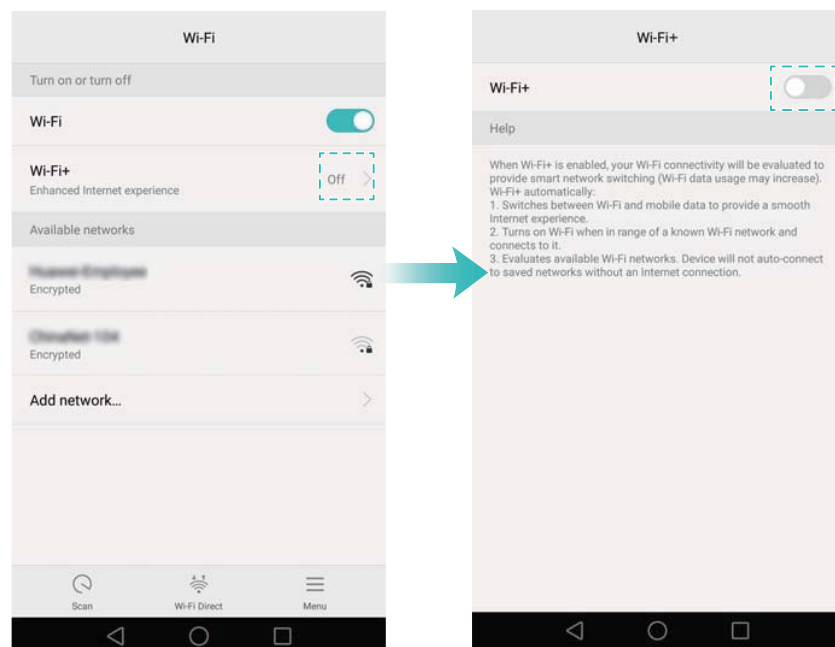 Wi-Fi
Turn on or turn off
Wi-Fi
Wi-Fi+
Enhanced Internet experience
Off
Available networks
Encrypted
Encrypted
Add network...
Scan
Wi-Fi Direct
Menu
Wi-Fi+
Wi-Fi+
Help
When Wi-Fi+ is enabled, your Wi-Fi connectivity will be evaluated to
provide smart network switching (Wi-Fi data usage may increase).
Wi-Fi+ automatically:
1. Switches between Wi-Fi and mobile data to provide a smooth
Internet experience.
2. Turns on Wi-Fi when in range of a known Wi-Fi network and
connects to it.
3. Evaluates available Wi-Fi networks. Device will not auto-connect
to saved networks without an Internet connection.